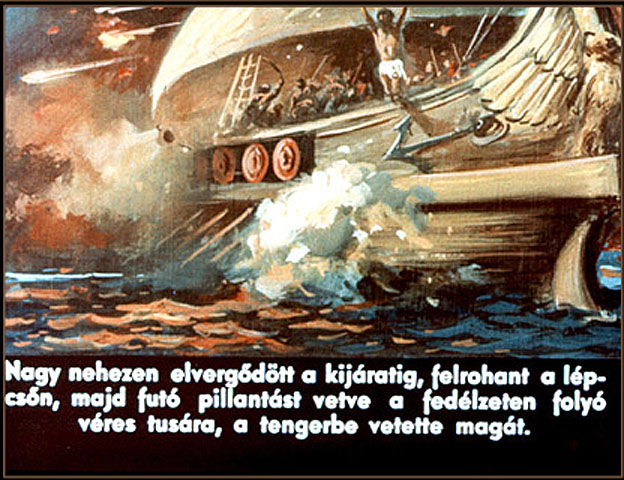 Nagy nehezen elvergődött a kijáratig, felrohant a lép-
csőn, majd futó pillantást vetve a fedélzeten folyó
véres tusára, a tengerbe vetette magát.